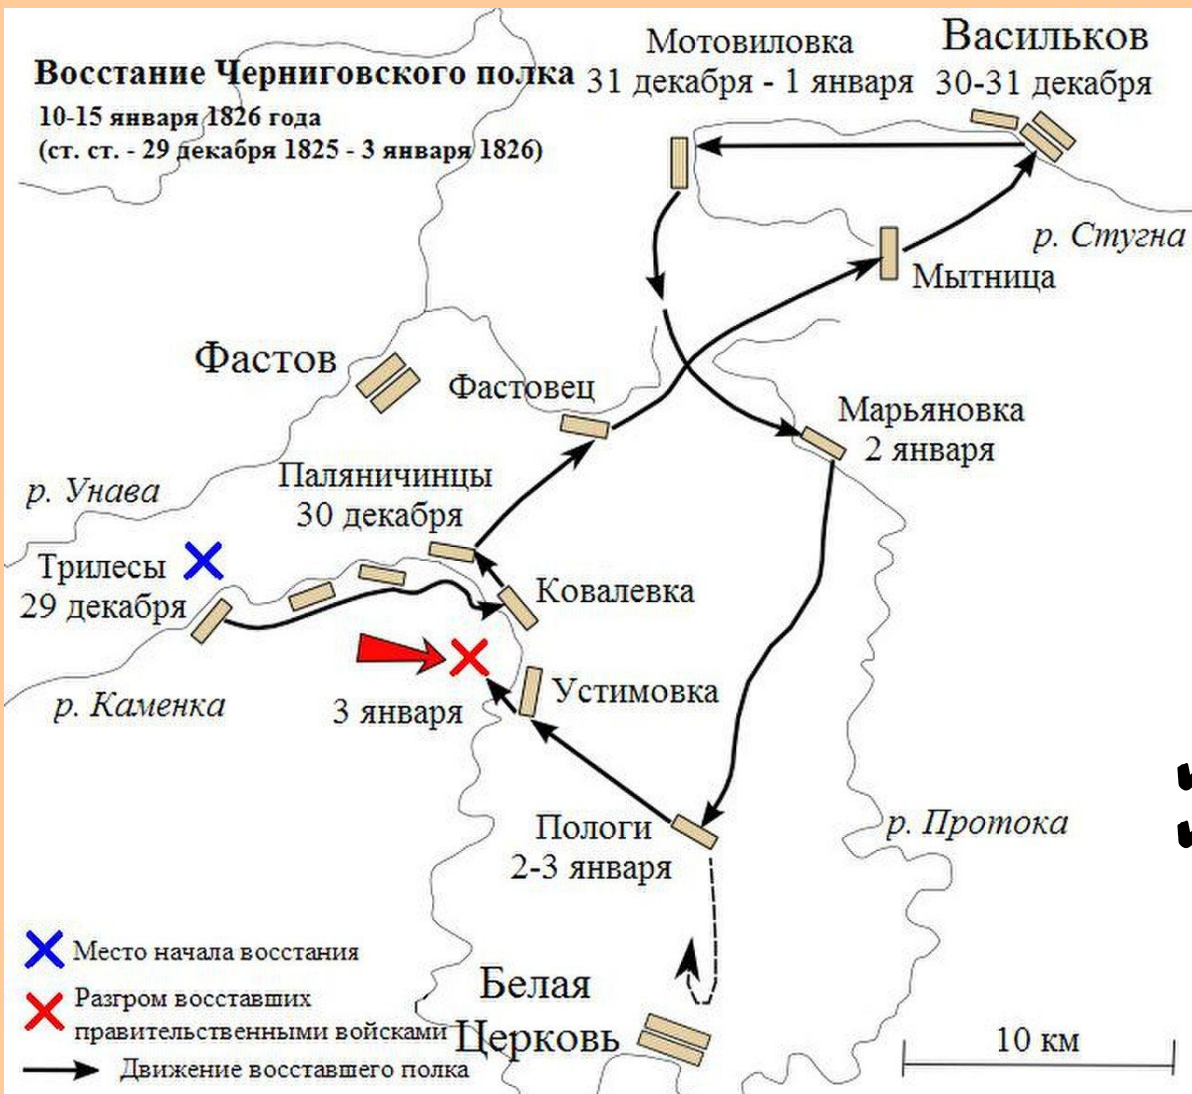 Восстание Черниговского полка
10-15 января 1826 года
(ст. ст. - 29 декабря 1825 - 3 января 1826)
Мотовиловка
31 декабря - 1 января
Васильков
30-31 декабря
р. Стугна
Мытница
Фастов
Фастовец
Марьяновка
2 января
Паляничинцы
30 декабря
р. Унава
Трилесы
29 декабря
Ковалевка
р. Каменка
3 января
Устимовка
Пологи
2-3 января
р. Протока
Белая
Церковь
10 км
Место начала восстания
Разгром восставших
правительственными войсками
Движение восставшего полка